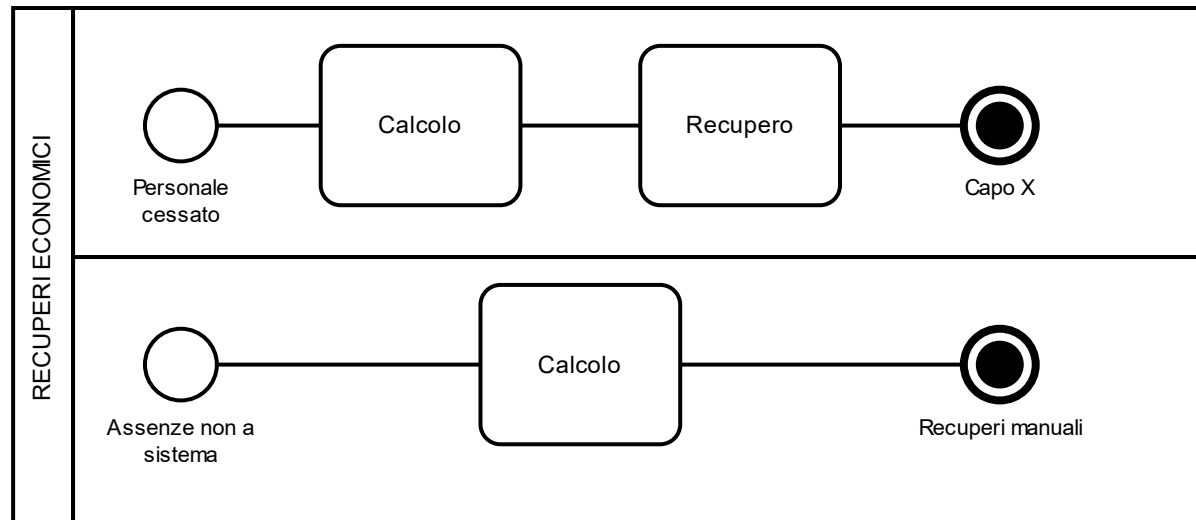 RECUPERI ECONOMICI
Calcolo
Recupero
Personale
cessato
Capo X
Calcolo
Assenze non a
sistema
Recuperi manuali